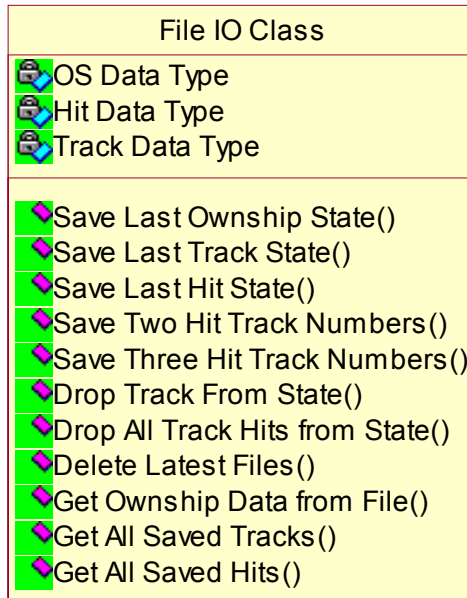 File IO Class
OS Data Type
Hit Data Type
Track Data Type
Save Last Ownship State()
Save Last Track State()
Save Last Hit State()
Save Two Hit Track Numbers()
Save Three Hit Track Numbers()
Drop Track From State()
Drop All Track Hits from State()
Delete Latest Files()
Get Ownship Data from File()
Get All Saved Tracks()
Get All Saved Hits()